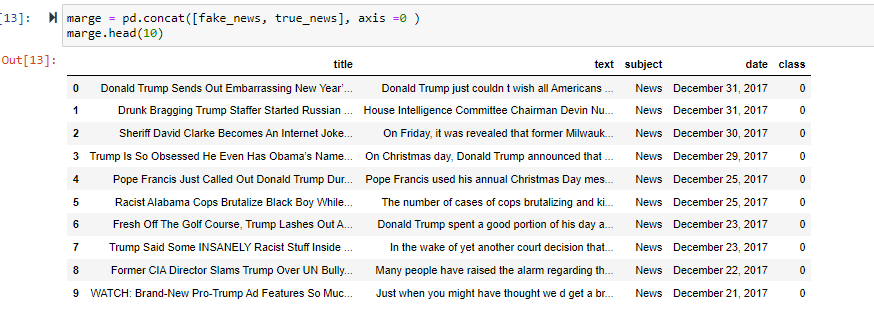 [13]: marge = pd.concat([fake_news, true_news], axis =0 )
marge.head(10)
Out[13]:
title text subject date class
0 Donald Trump Sends Out Embarrassing New Year'... Donald Trump just couldn t wish all Americans ... News December 31, 2017 0
1 Drunk Bragging Trump Staffer Started Russian ... House Intelligence Committee Chairman Devin Nu... News December 31, 2017 0
2 Sheriff David Clarke Becomes An Internet Joke... On Friday, it was revealed that former Milwauk... News December 30, 2017 0
3 Trump Is So Obsessed He Even Has Obama's Name... On Christmas day, Donald Trump announced that ... News December 29, 2017 0
4 Pope Francis Just Called Out Donald Trump Dur... Pope Francis used his annual Christmas Day mes... News December 25, 2017 0
5 Racist Alabama Cops Brutalize Black Boy While... The number of cases of cops brutalizing and ki... News December 25, 2017 0
6 Fresh Off The Golf Course, Trump Lashes Out A... Donald Trump spent a good portion of his day a... News December 23, 2017 0
7 Trump Said Some INSANELY Racist Stuff Inside ... In the wake of yet another court decision that... News December 23, 2017 0
8 Former CIA Director Slams Trump Over UN Bully... Many people have raised the alarm regarding th... News December 22, 2017 0
9 WATCH: Brand-New Pro-Trump Ad Features So Muc... Just when you might have thought we d get a br... News December 21, 2017 0